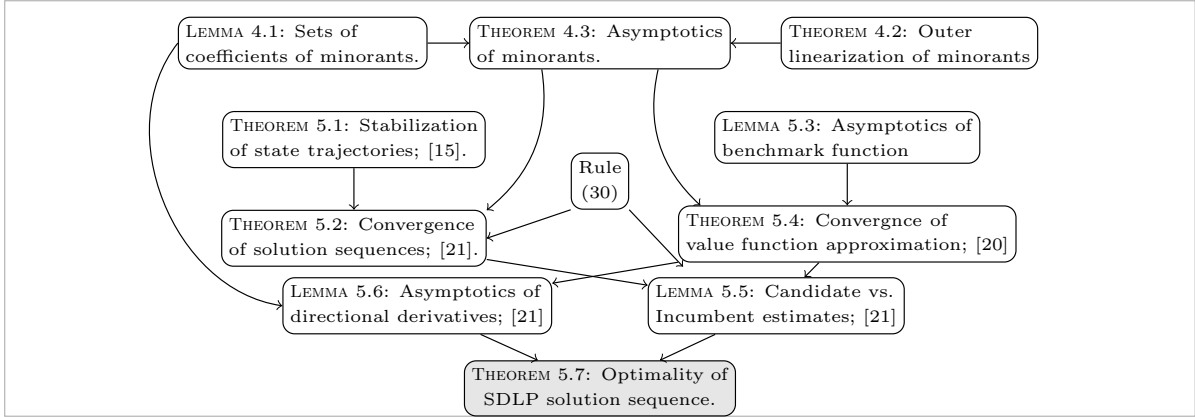 LEMMA 4.1: Sets of
coefficients of minorants.
THEOREM 4.3: Asymptotics
of minorants.
THEOREM 4.2: Outer
linearization of minorants
THEOREM 5.1: Stabilization
of state trajectories; [15].
LEMMA 5.3: Asymptotics of
benchmark function
Rule
(30)
THEOREM 5.2: Convergence
of solution sequences; [21].
THEOREM 5.4: Convergnce of
value function approximation; [20]
LEMMA 5.6: Asymptotics of
directional derivatives; [21]
LEMMA 5.5: Candidate vs.
Incumbent estimates; [21]
THEOREM 5.7: Optimality of
SDLP solution sequence.